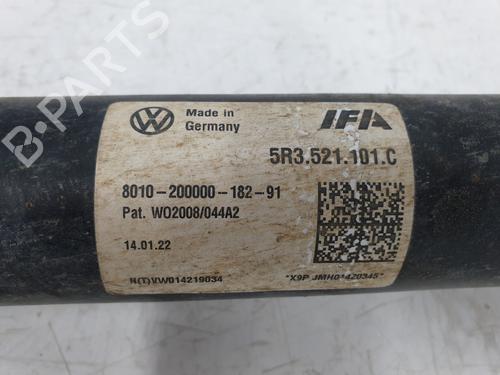 Made in
Germany
IFA
5R3.521.101.C
8010-200000-182-91
Pat. WO2008/044A2
14.01.22
N(T)VW014219034
*X9P JMH01420345*
B-PARTS